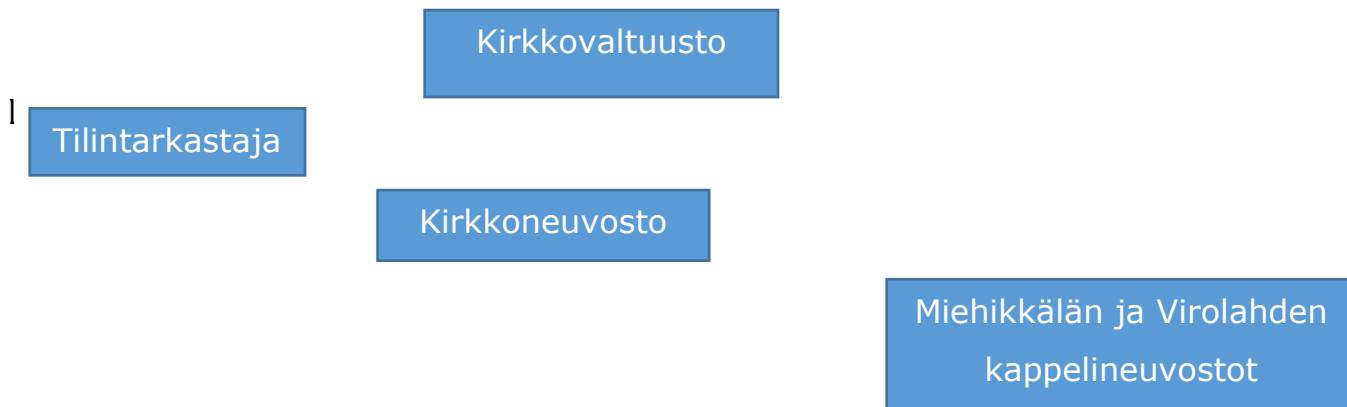 Kirkkovaltuusto
l
Tilintarkastaja
Kirkkoneuvosto
Miehikkälän ja Virolahden
kappelineuvostot